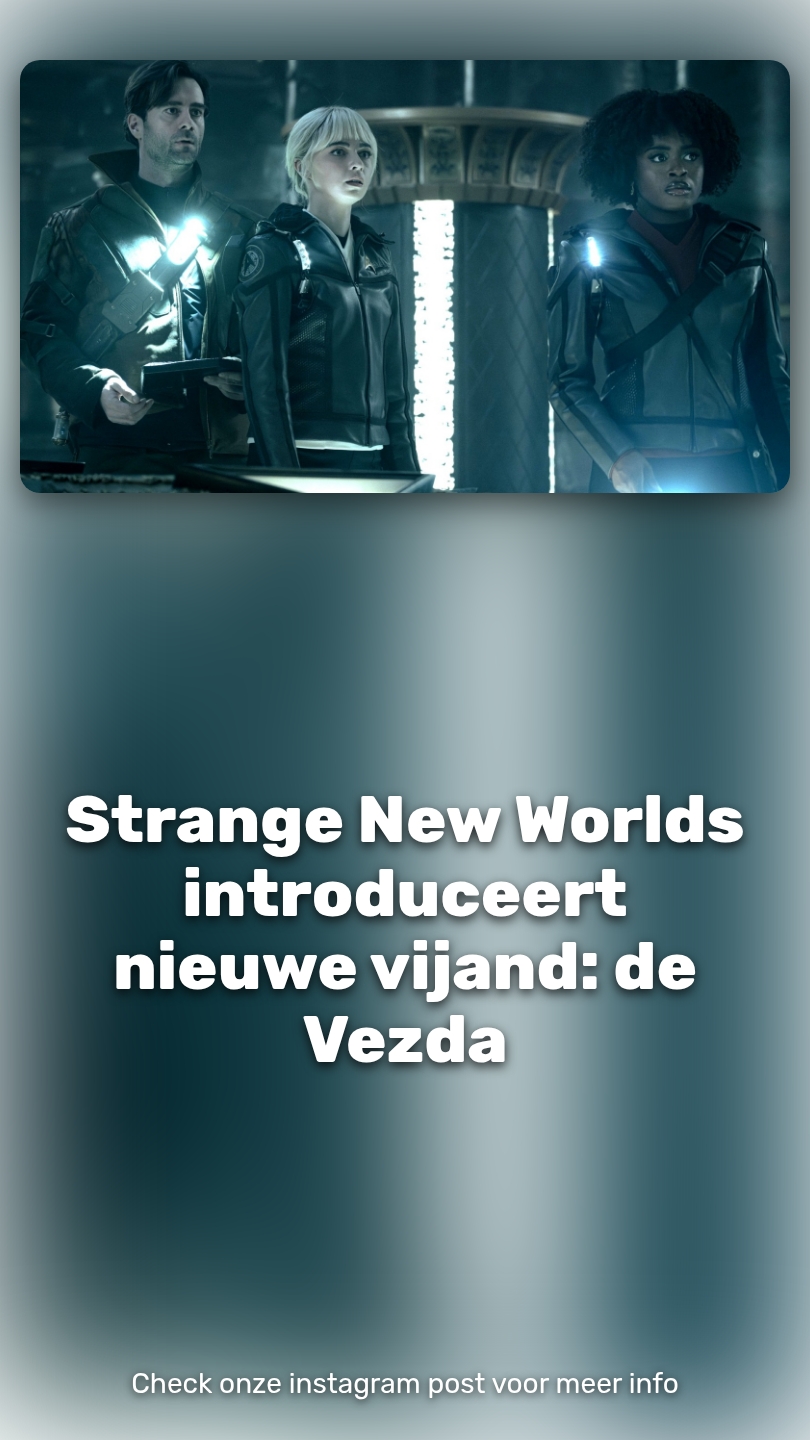 Strange New Worlds
introduceert
nieuwe vijand: de
Vezda
Check onze instagram post voor meer info